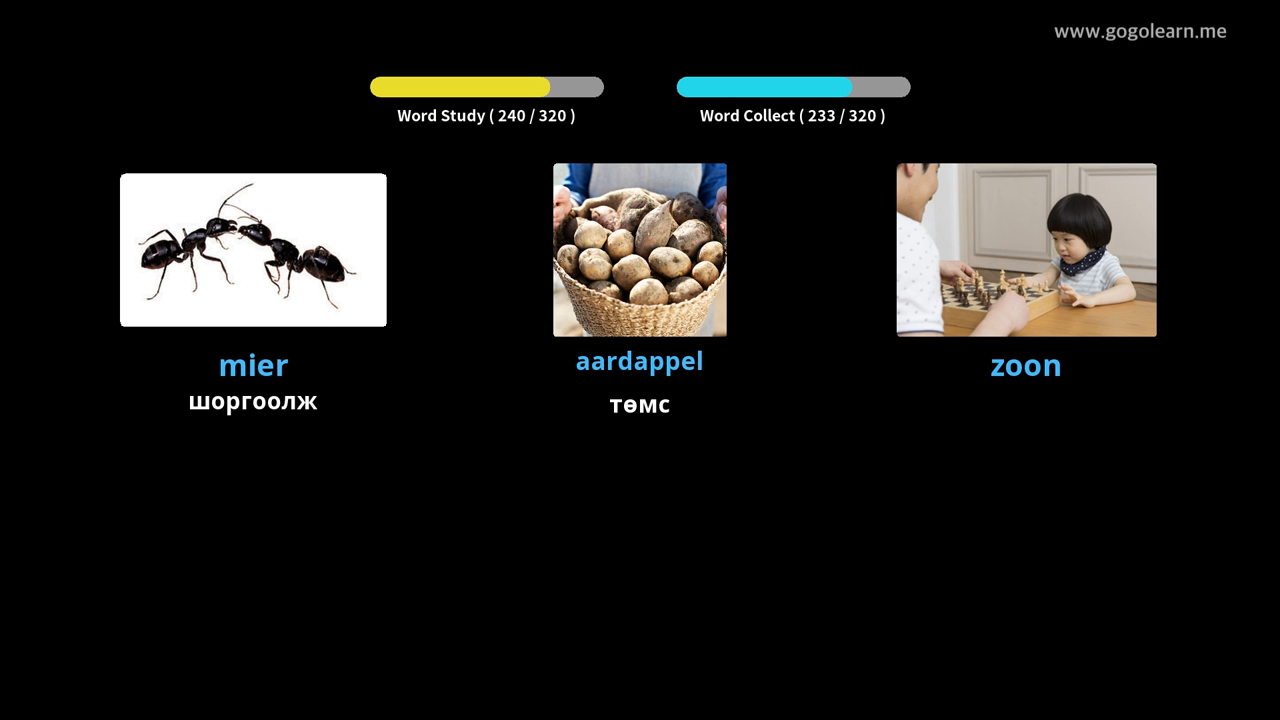 www.gogolearn.me
Word Study ( 240 / 320 )
Word Collect ( 233 / 320 )
mier
шоргоолж
aardappel
төмс
zoon